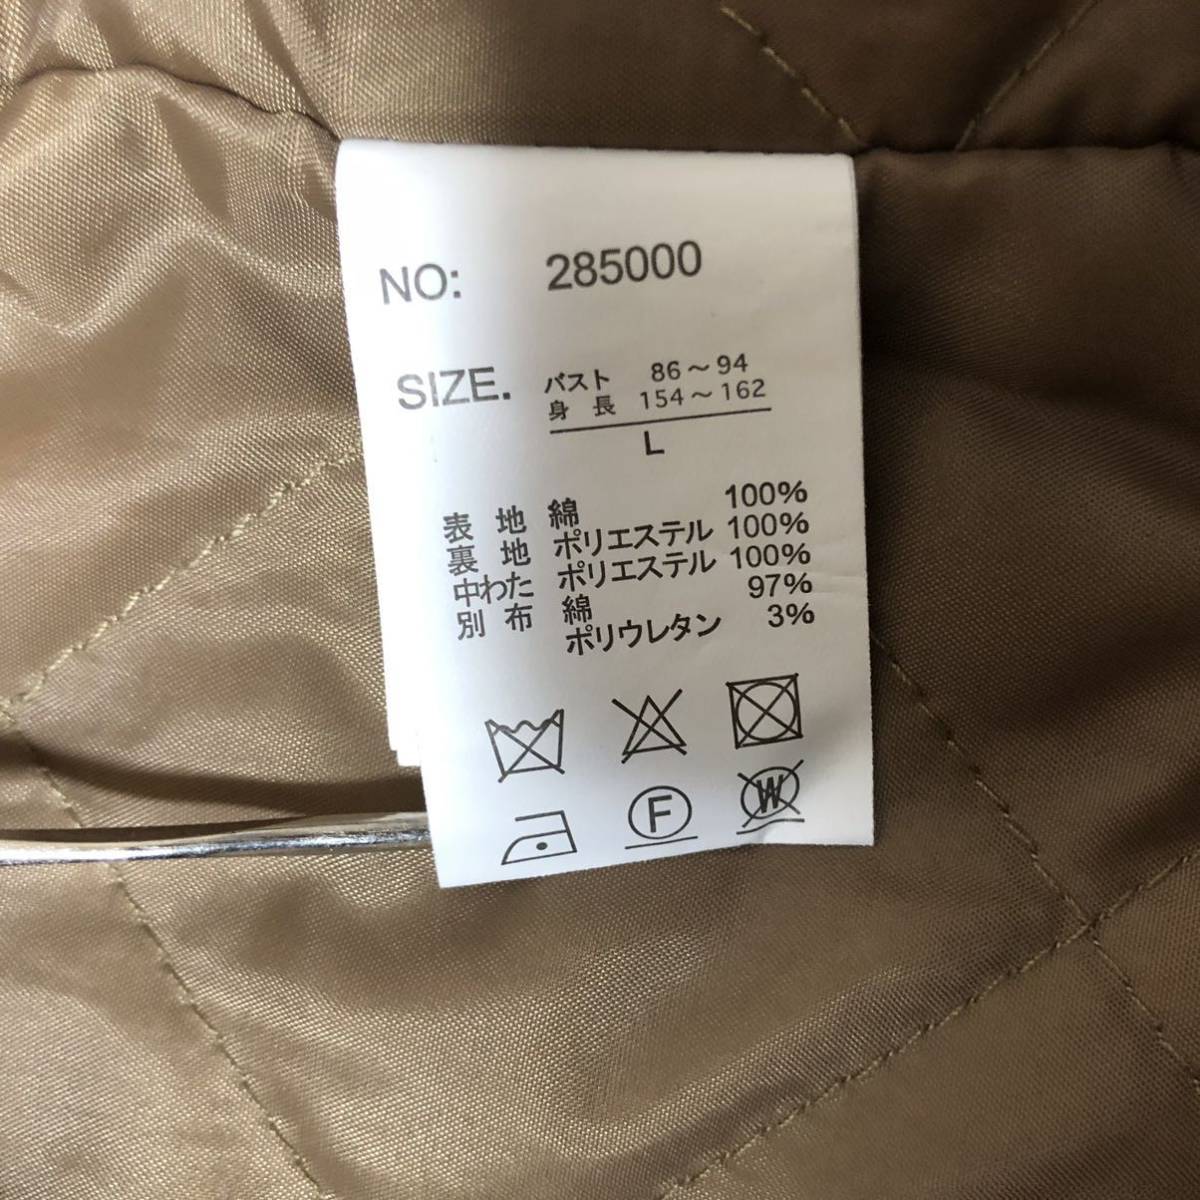 NO: 285000
SIZE. バスト 86～94
身長 154～162
L
表地 綿 100%
裏地 ポリエステル 100%
中わた ポリエステル 100%
別布 綿 97%
ポリウレタン 3%
F W